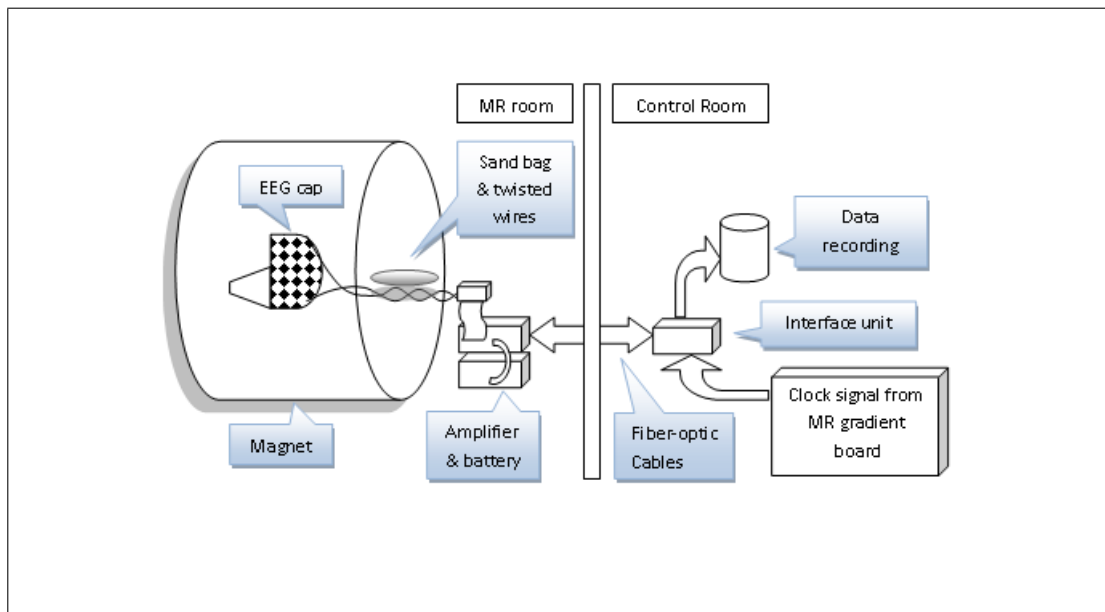 MR room
Control Room
EEG cap
Sand bag
& twisted
wires
Data
recording
Interface unit
Magnet
Amplifier
& battery
Fiber-optic
Cables
Clock signal from
MR gradient
board